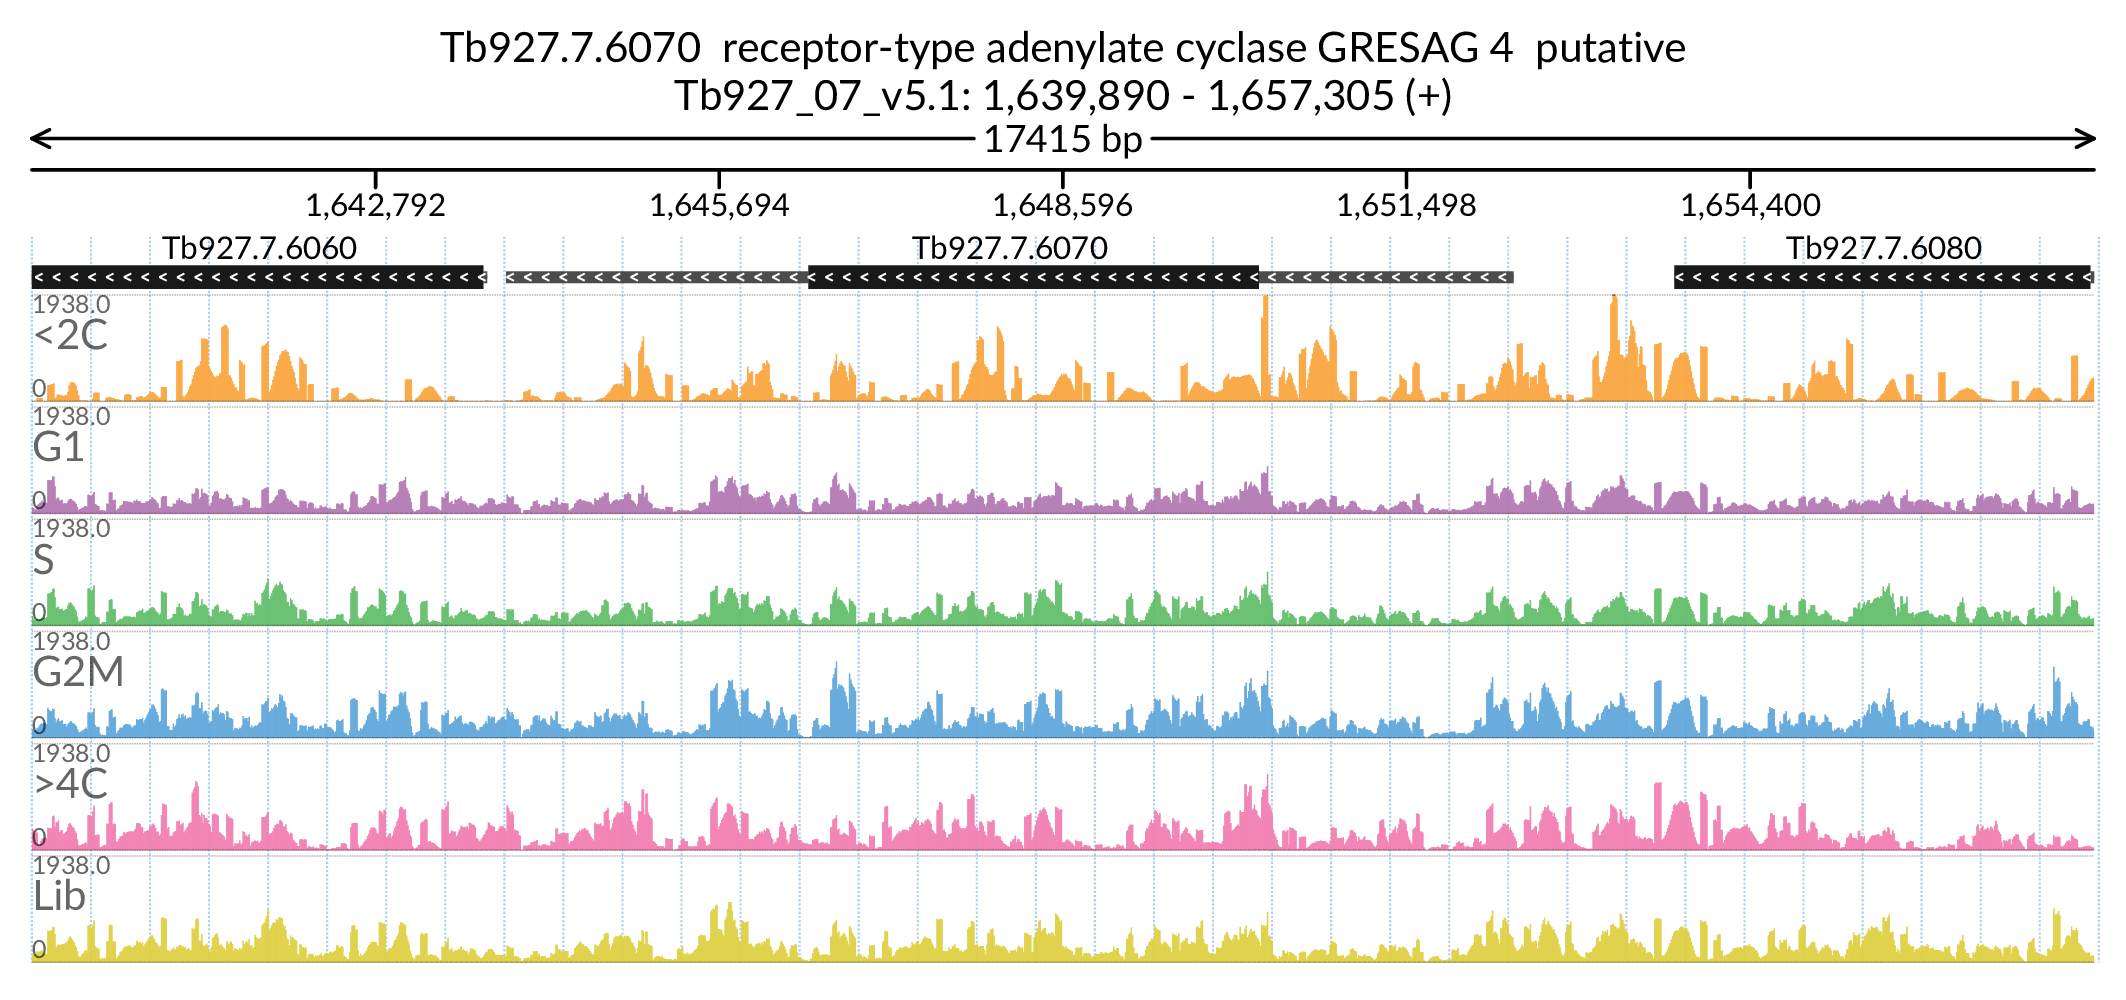 Tb927.7.6070  receptor-type adenylate cyclase GRESAG 4  putative
Tb927_07_v5.1: 1,639,890 - 1,657,305 (+)
17415 bp
1,642,792 1,645,694 1,648,596 1,651,498 1,654,400
Tb927.7.6060 Tb927.7.6070 Tb927.7.6080
1938.0
<2C
0
1938.0
G1
0
1938.0
S
0
1938.0
G2M
0
1938.0
>4C
0
1938.0
Lib
0